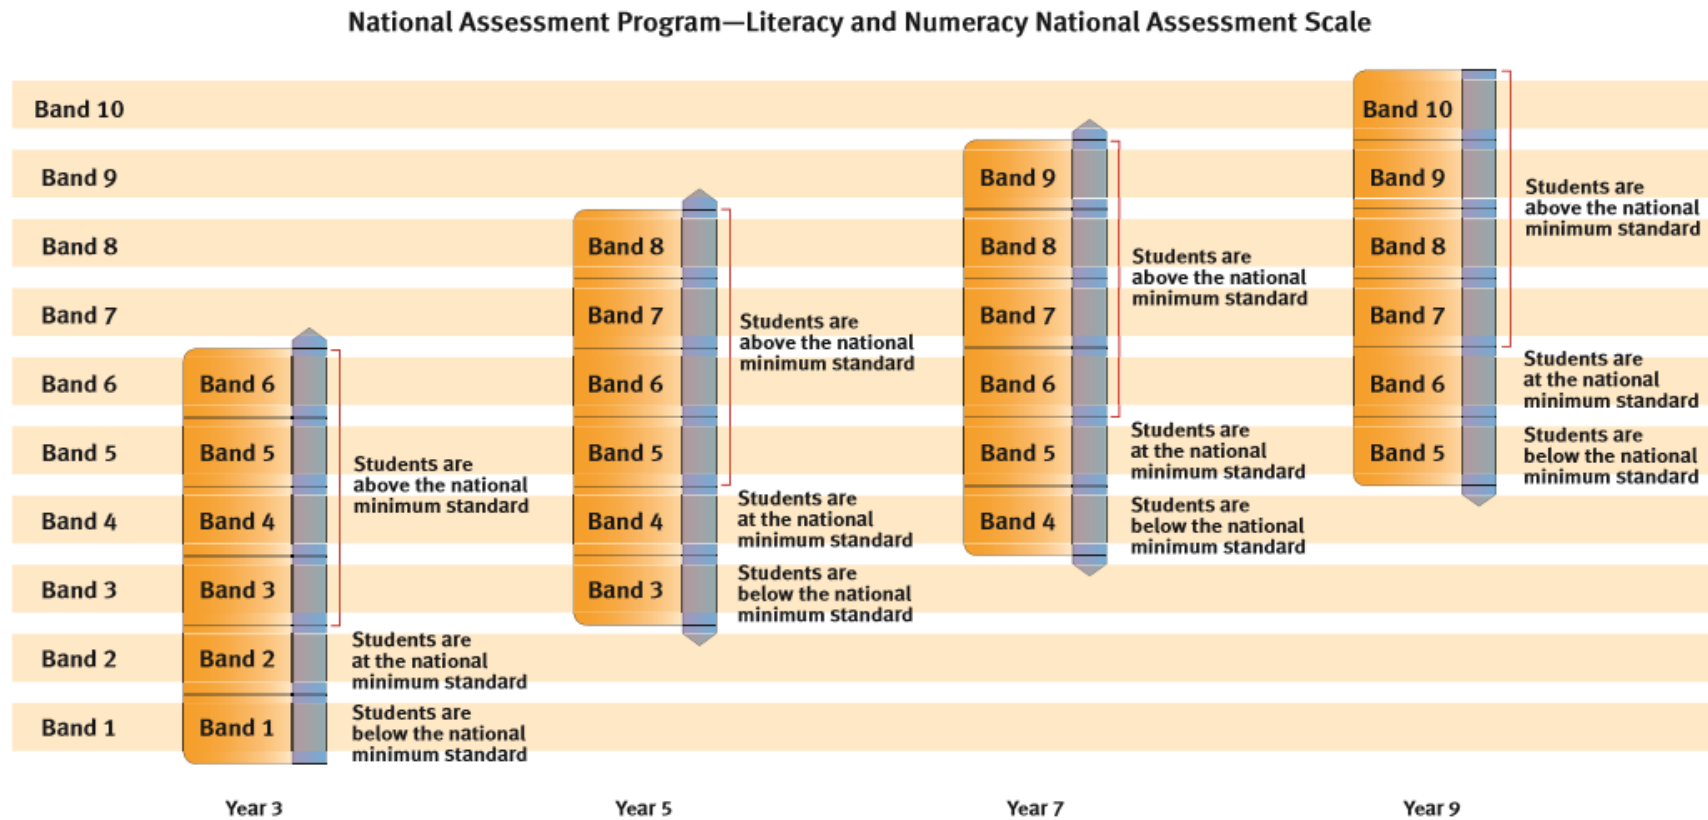 National Assessment Program—Literacy and Numeracy National Assessment Scale
Band 10
Band 9
Band 8
Band 7
Band 6
Band 5
Band 4
Band 3
Band 2
Band 1
Band 6
Band 5
Band 4
Band 3
Band 2
Band 1
Students are
above the national
minimum standard
Students are
at the national
minimum standard
Students are
below the national
minimum standard
Year 3
Band 8
Band 7
Band 6
Band 5
Band 4
Band 3
Students are
above the national
minimum standard
Students are
at the national
minimum standard
Students are
below the national
minimum standard
Year 5
Band 9
Band 8
Band 7
Band 6
Band 5
Band 4
Students are
above the national
minimum standard
Students are
at the national
minimum standard
Students are
below the national
minimum standard
Year 7
Band 10
Band 9
Band 8
Band 7
Band 6
Band 5
Students are
above the national
minimum standard
Students are
at the national
minimum standard
Students are
below the national
minimum standard
Year 9